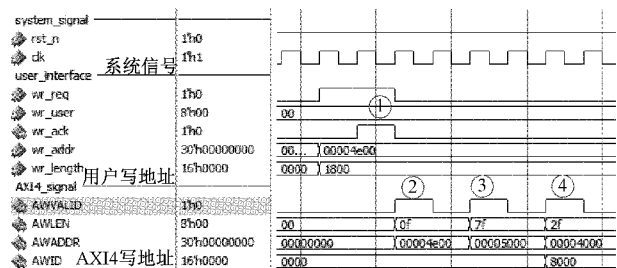 system_signal
rst_n 1'h0
clk 1'h1
系统信号
user_interface
wr_req 1'h0
①
wr_user 8'h00 00
wr_ack 1'h0
wr_addr 30'h00000000 00... 00004e00
wr_length 16'h0000 0000 1800
用户写地址
AXI4_signal
② ③ ④
AWVALID 1'h0
AWLEN 8'h00 00 0f 7f 2f
AWADDR 30'h00000000 00000000 00004e00 00005000 00004000
AWID 16'h0000 0000 8000
AXI4写地址